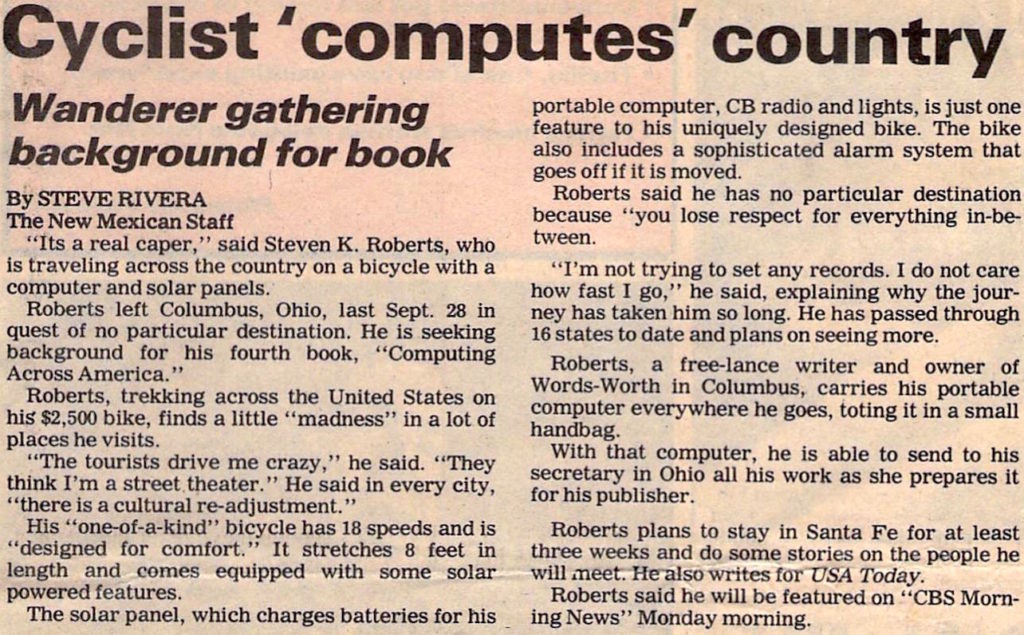 Cyclist 'computes' country
Wanderer gathering
background for book
By STEVE RIVERA
The New Mexican Staff
"Its a real caper," said Steven K. Roberts, who
is traveling across the country on a bicycle with a
computer and solar panels.
Roberts left Columbus, Ohio, last Sept. 28 in
quest of no particular destination. He is seeking
background for his fourth book, "Computing
Across America."
Roberts, trekking across the United States on
his $2,500 bike, finds a little "madness" in a lot of
places he visits.
"The tourists drive me crazy," he said. "They
think I'm a street theater." He said in every city,
"there is a cultural re-adjustment."
His "one-of-a-kind" bicycle has 18 speeds and is
"designed for comfort." It stretches 8 feet in
length and comes equipped with some solar
powered features.
The solar panel, which charges batteries for his
portable computer, CB radio and lights, is just one
feature to his uniquely designed bike. The bike
also includes a sophisticated alarm system that
goes off if it is moved.
Roberts said he has no particular destination
because "you lose respect for everything in-be-
tween.
"I'm not trying to set any records. I do not care
how fast I go," he said, explaining why the jour-
ney has taken him so long. He has passed through
16 states to date and plans on seeing more.
Roberts, a free-lance writer and owner of
Words-Worth in Columbus, carries his portable
computer everywhere he goes, toting it in a small
handbag.
With that computer, he is able to send to his
secretary in Ohio all his work as she prepares it
for his publisher.
Roberts plans to stay in Santa Fe for at least
three weeks and do some stories on the people he
will meet. He also writes for USA Today.
Roberts said he will be featured on "CBS Morn-
ing News" Monday morning.